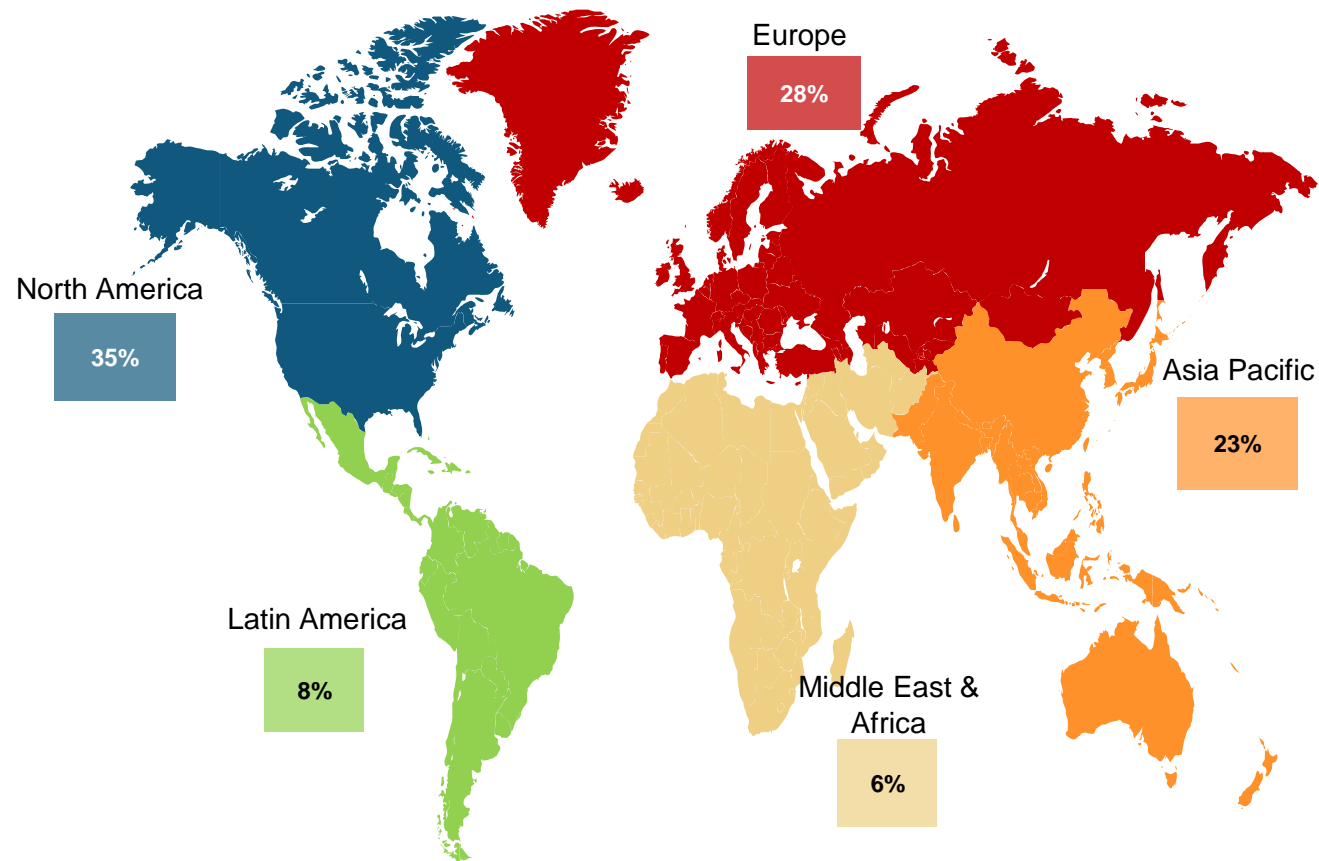 Europe
28%
North America
35%
Asia Pacific
23%
Latin America
8%
Middle East &
Africa
6%